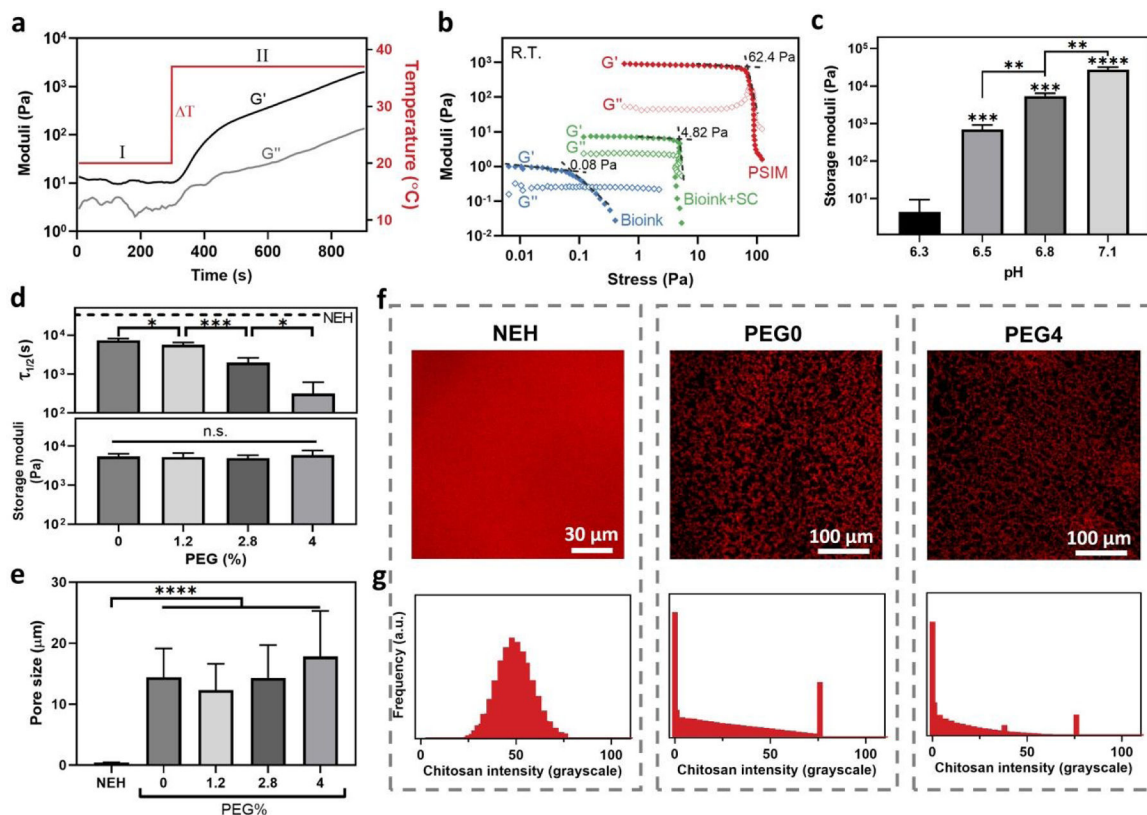 a
Moduli (Pa)
10⁴
10³
10²
10¹
10⁰
I
II
ΔT
G'
G"
40
30
20
10
Temperature (°C)
0 200 400 600 800
Time (s)
b
Moduli (Pa)
R.T.
10⁴
10³
10²
10¹
10⁰
10⁻¹
10⁻²
G'
62.4 Pa
G"
G'
4.82 Pa
G"
G'
0.08 Pa
G"
PSIM
Bioink+SC
Bioink
0.01 0.1 1 10 100
Stress (Pa)
c
Storage moduli (Pa)
10⁵
10⁴
10³
10²
10¹
**
**
***
***
****
6.3 6.5 6.8 7.1
pH
d
τ1/2(s)
10⁴
10³
10²
NEH
* *** *
Storage moduli
(Pa)
10⁴
10³
10²
n.s.
0 1.2 2.8 4
PEG (%)
e
Pore size (μm)
30
20
10
0
****
NEH 0 1.2 2.8 4
PEG%
f
NEH
30 μm
PEG0
100 μm
PEG4
100 μm
g
Frequency (a.u.)
0 50 100
Chitosan intensity (grayscale)
0 50 100
Chitosan intensity (grayscale)
0 50 100
Chitosan intensity (grayscale)